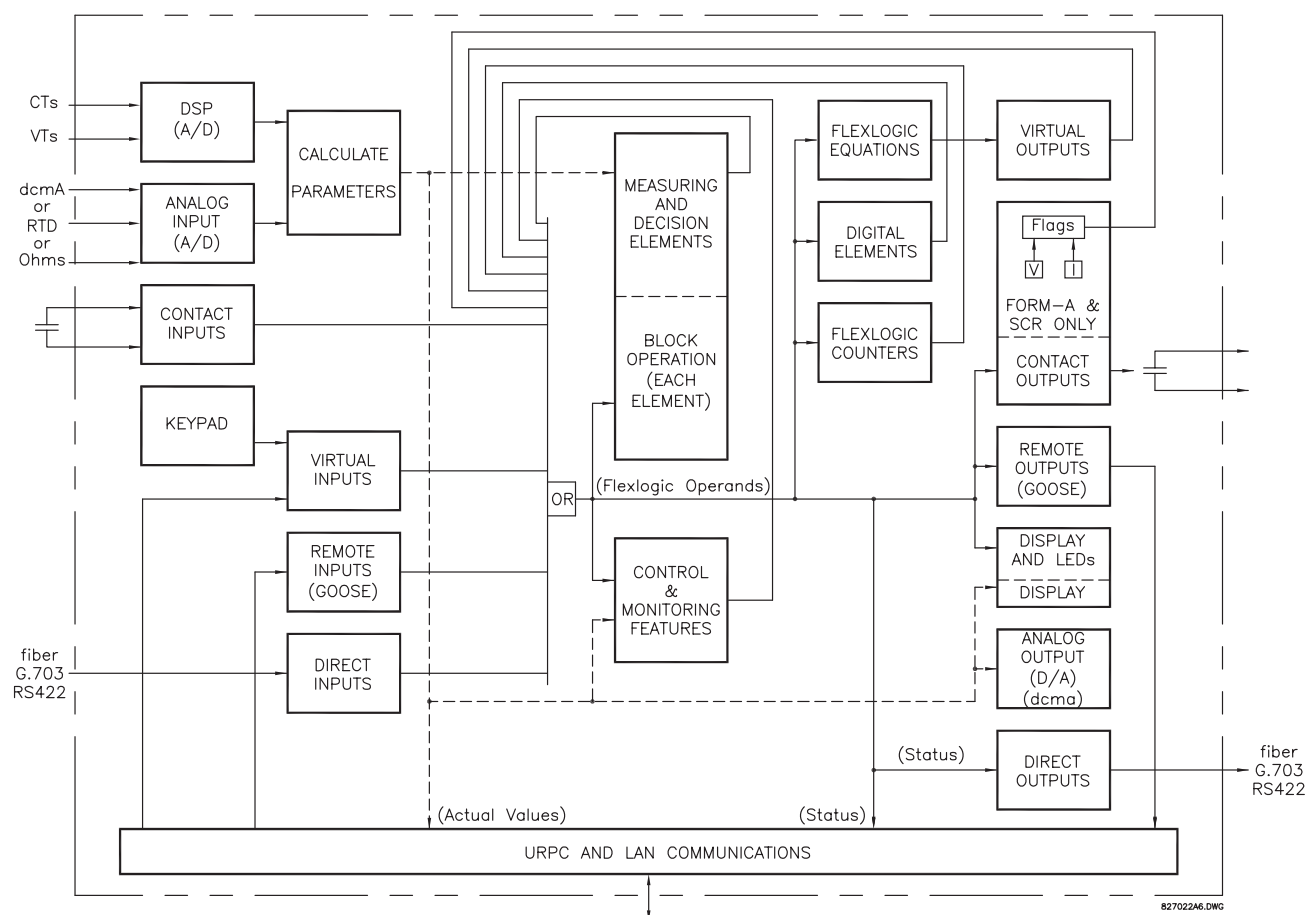 CTs
VTs
dcmA
or
RTD
or
Ohms
DSP
(A/D)
ANALOG
INPUT
(A/D)
CALCULATE
PARAMETERS
CONTACT
INPUTS
KEYPAD
VIRTUAL
INPUTS
REMOTE
INPUTS
(GOOSE)
fiber
G.703
RS422
DIRECT
INPUTS
MEASURING
AND
DECISION
ELEMENTS
BLOCK
OPERATION
(EACH
ELEMENT)
OR
(Flexlogic Operands)
CONTROL
&
MONITORING
FEATURES
FLEXLOGIC
EQUATIONS
DIGITAL
ELEMENTS
FLEXLOGIC
COUNTERS
VIRTUAL
OUTPUTS
Flags
V
I
FORM-A &
SCR ONLY
CONTACT
OUTPUTS
REMOTE
OUTPUTS
(GOOSE)
DISPLAY
AND LEDs
DISPLAY
ANALOG
OUTPUT
(D/A)
(dcma)
(Status)
DIRECT
OUTPUTS
fiber
G.703
RS422
(Actual Values)
(Status)
URPC AND LAN COMMUNICATIONS
827022A6.DWG